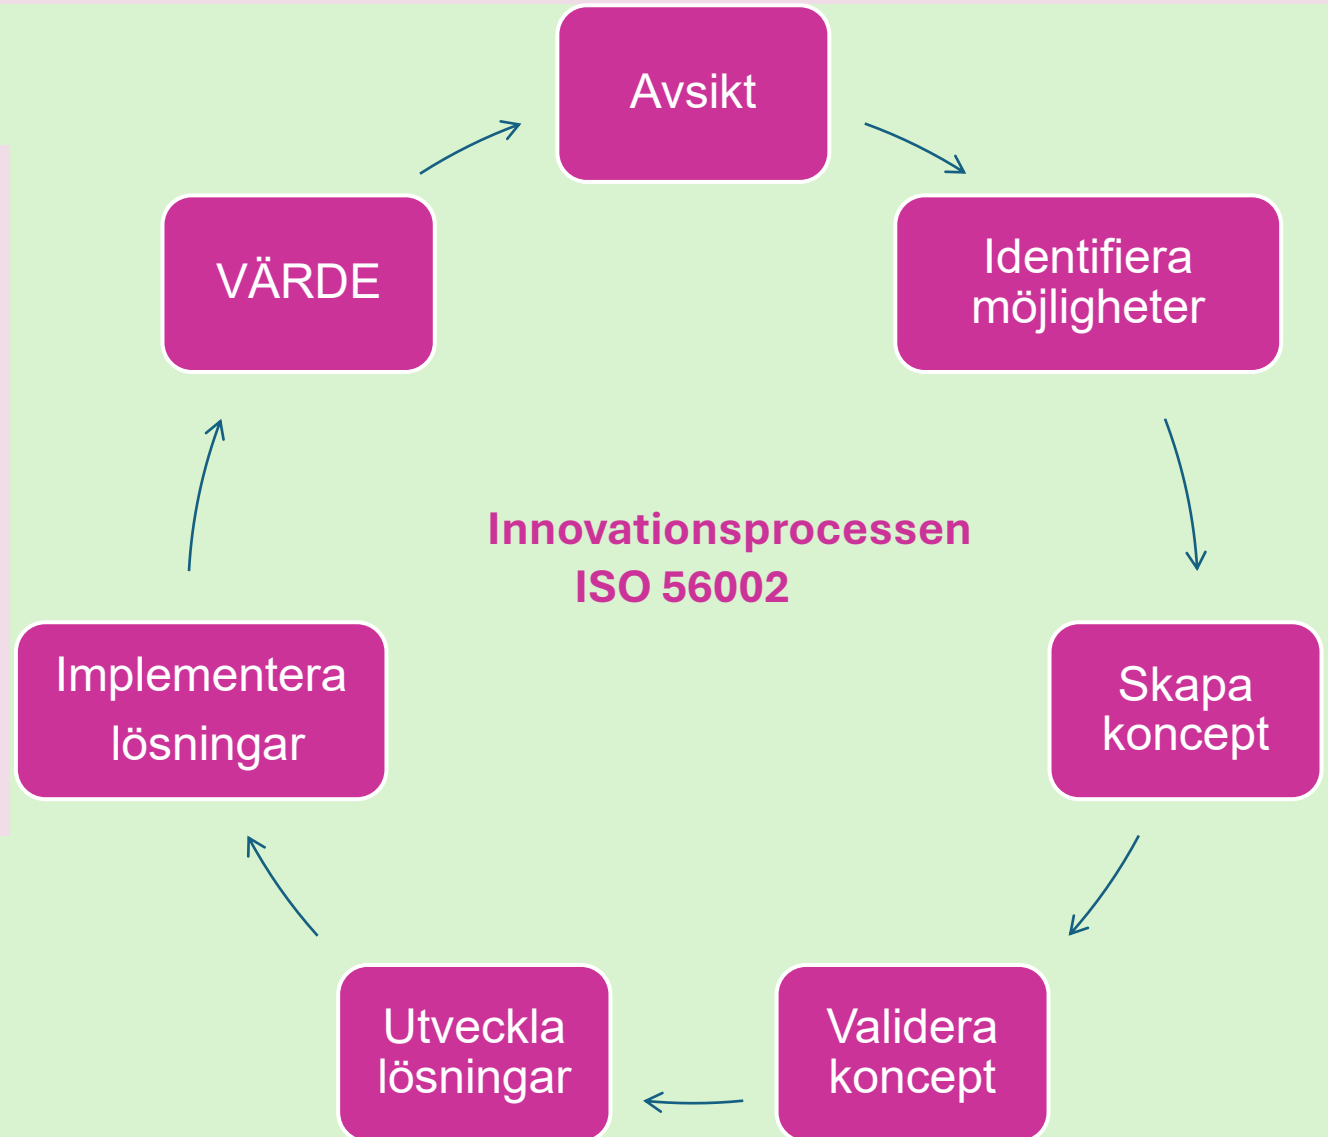 Avsikt
Identifiera
möjligheter
Skapa
koncept
Validera
koncept
Utveckla
lösningar
Implementera
lösningar
VÄRDE
Innovationsprocessen
ISO 56002